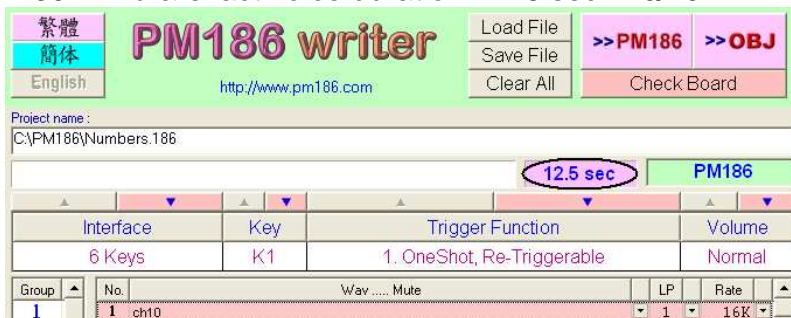 繁體
簡体
English
PM186 writer
http://www.pm186.com
Load File
Save File
Clear All
>>PM186
>>OBJ
Check Board
Project name :
C:\PM186\Numbers.186
12.5 sec
PM186
Interface Key Trigger Function Volume
6 Keys K1 1. OneShot, Re-Triggerable Normal
Group No. Wav ..... Mute LP Rate
1 1 ch10 1 16K